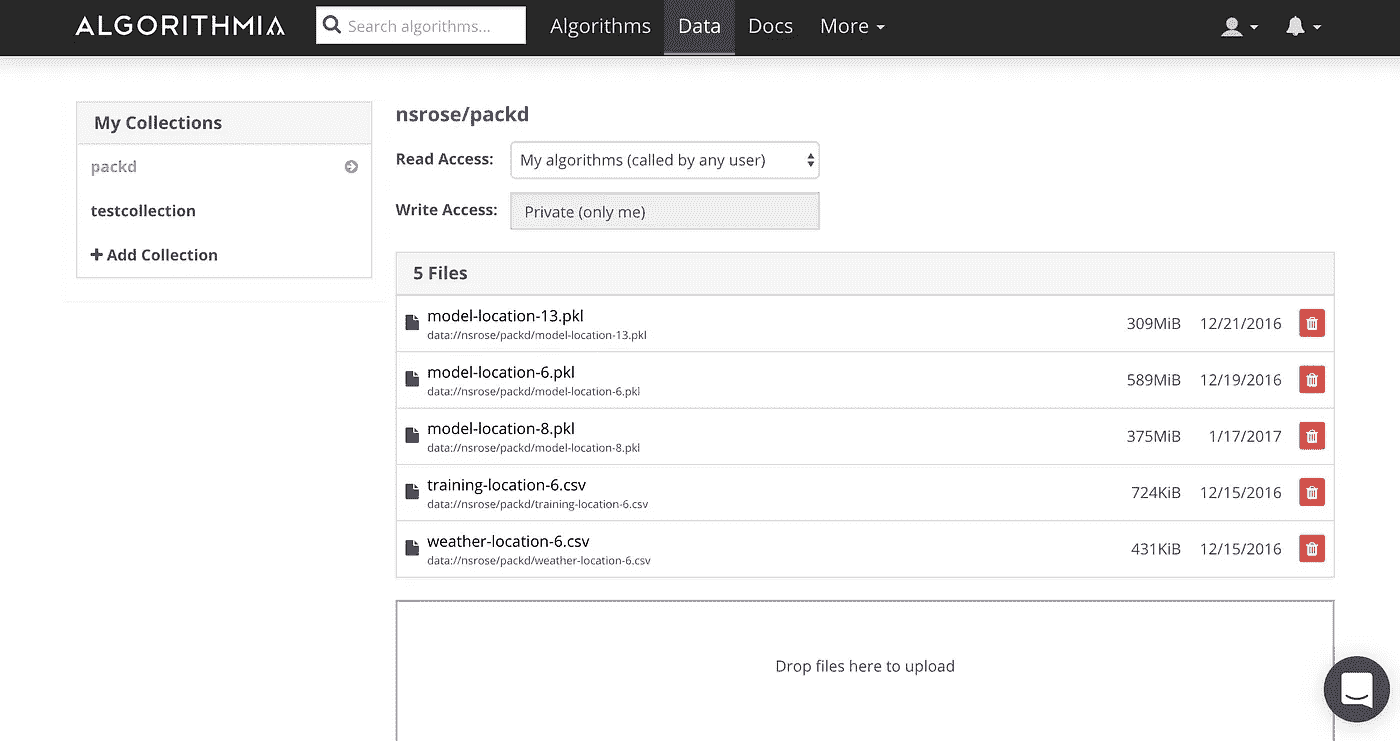 ALGORITHMIA Search algorithms... Algorithms Data Docs More
My Collections
packd
testcollection
+ Add Collection
nsrose/packd
Read Access: My algorithms (called by any user)
Write Access: Private (only me)
5 Files
model-location-13.pkl
data://nsrose/packd/model-location-13.pkl
309MiB 12/21/2016
model-location-6.pkl
data://nsrose/packd/model-location-6.pkl
589MiB 12/19/2016
model-location-8.pkl
data://nsrose/packd/model-location-8.pkl
375MiB 1/17/2017
training-location-6.csv
data://nsrose/packd/training-location-6.csv
724KiB 12/15/2016
weather-location-6.csv
data://nsrose/packd/weather-location-6.csv
431KiB 12/15/2016
Drop files here to upload